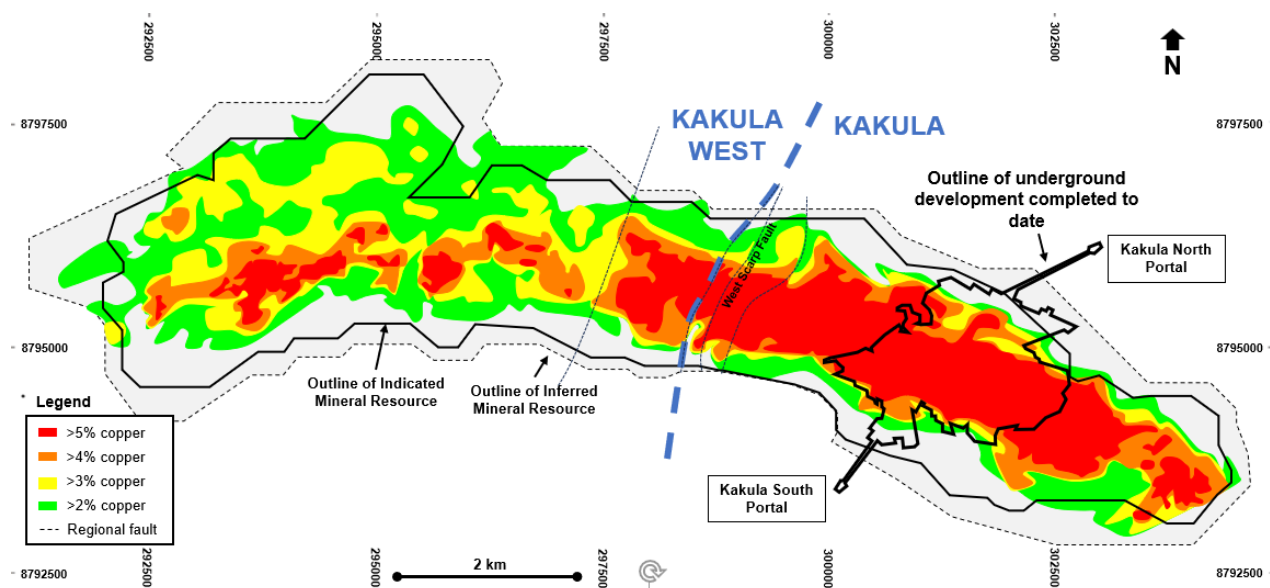 292500
295000
297500
300000
302500
N
8797500
8797500
KAKULA
WEST
KAKULA
Outline of underground
development completed to
date
Kakula North
Portal
West Scarp Fault
8795000
8795000
Outline of Indicated
Mineral Resource
Outline of Inferred
Mineral Resource
Legend
>5% copper
>4% copper
>3% copper
>2% copper
Regional fault
Kakula South
Portal
2 km
8792500
8792500
292500
295000
297500
300000
302500